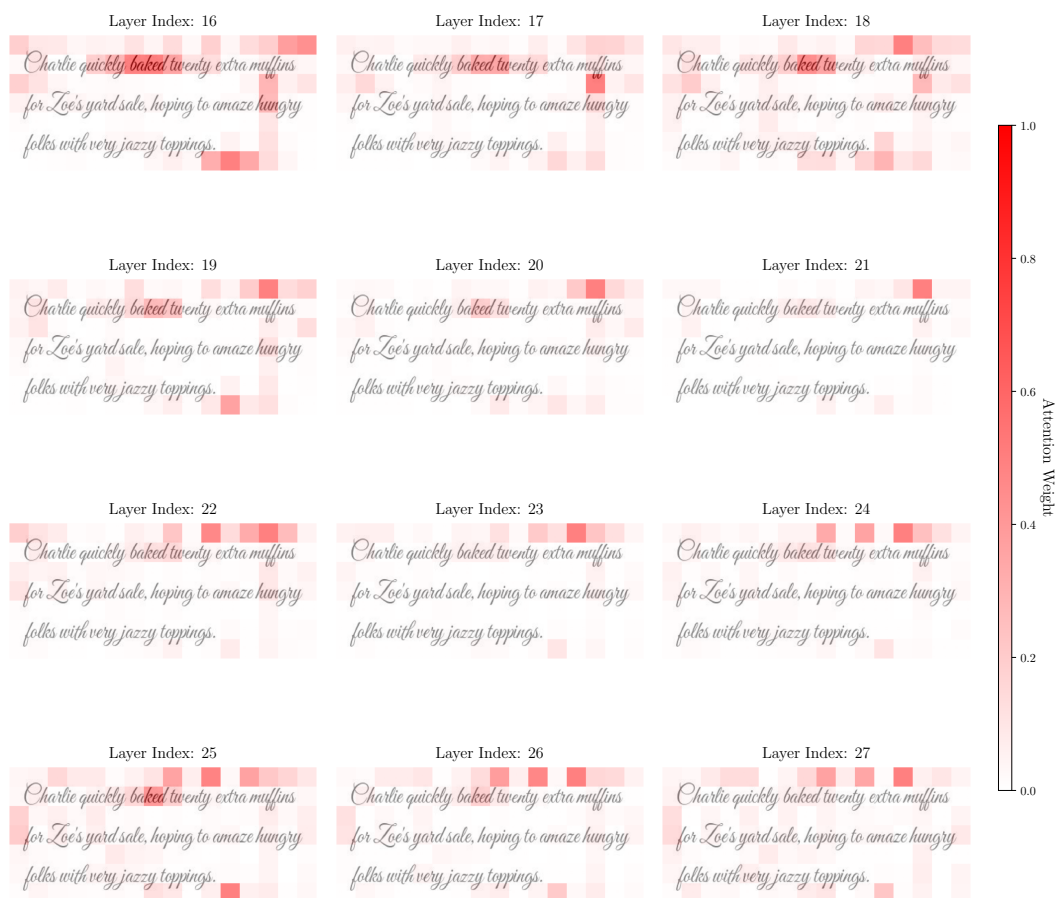 Layer Index: 16
Layer Index: 17
Layer Index: 18
Charlie quickly baked twenty extra muffins
for Zoe's yard sale, hoping to amaze hungry
folks with very jazzy toppings.
Charlie quickly baked twenty extra muffins
for Zoe's yard sale, hoping to amaze hungry
folks with very jazzy toppings.
Charlie quickly baked twenty extra muffins
for Zoe's yard sale, hoping to amaze hungry
folks with very jazzy toppings.
Layer Index: 19
Layer Index: 20
Layer Index: 21
Charlie quickly baked twenty extra muffins
for Zoe's yard sale, hoping to amaze hungry
folks with very jazzy toppings.
Charlie quickly baked twenty extra muffins
for Zoe's yard sale, hoping to amaze hungry
folks with very jazzy toppings.
Charlie quickly baked twenty extra muffins
for Zoe's yard sale, hoping to amaze hungry
folks with very jazzy toppings.
Layer Index: 22
Layer Index: 23
Layer Index: 24
Charlie quickly baked twenty extra muffins
for Zoe's yard sale, hoping to amaze hungry
folks with very jazzy toppings.
Charlie quickly baked twenty extra muffins
for Zoe's yard sale, hoping to amaze hungry
folks with very jazzy toppings.
Charlie quickly baked twenty extra muffins
for Zoe's yard sale, hoping to amaze hungry
folks with very jazzy toppings.
Layer Index: 25
Layer Index: 26
Layer Index: 27
Charlie quickly baked twenty extra muffins
for Zoe's yard sale, hoping to amaze hungry
folks with very jazzy toppings.
Charlie quickly baked twenty extra muffins
for Zoe's yard sale, hoping to amaze hungry
folks with very jazzy toppings.
Charlie quickly baked twenty extra muffins
for Zoe's yard sale, hoping to amaze hungry
folks with very jazzy toppings.
1.0
0.8
0.6
0.4
0.2
0.0
Attention Weight